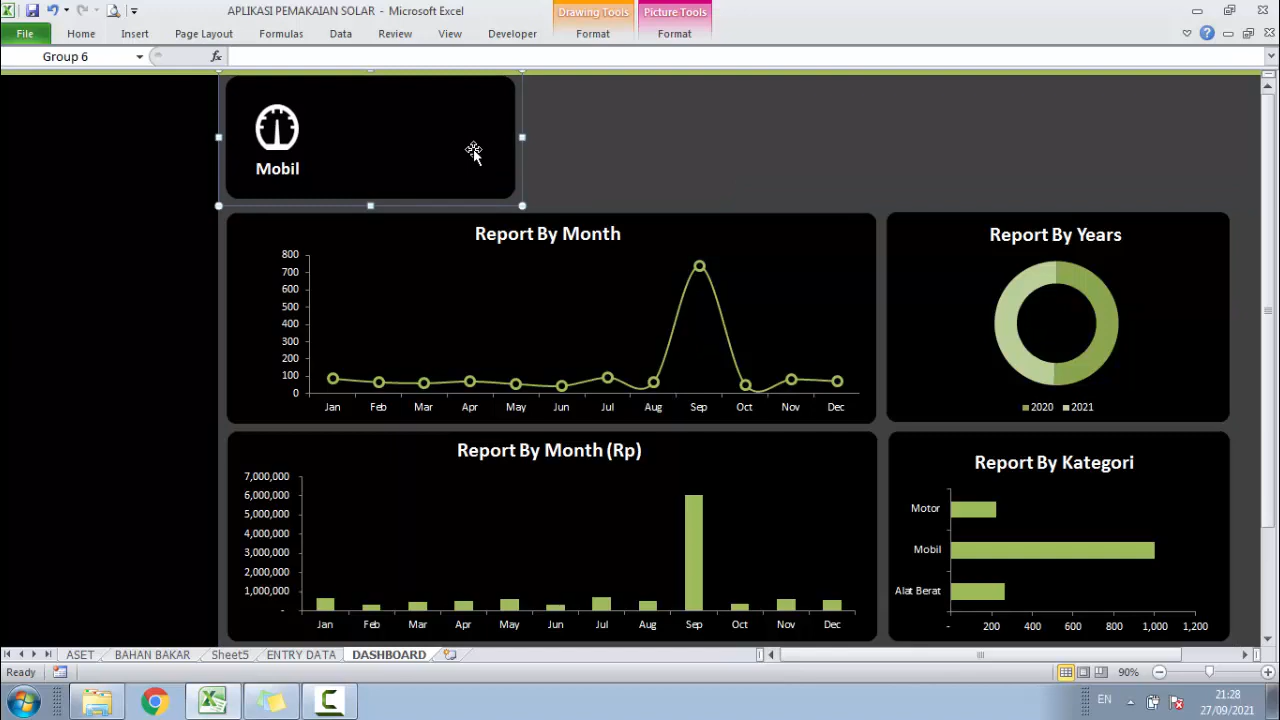 APLIKASI PEMAKAIAN SOLAR - Microsoft Excel
Drawing Tools
Picture Tools
File Home Insert Page Layout Formulas Data Review View Developer Format Format
Group 6
fx
Mobil
Report By Month
800
700
600
500
400
300
200
100
0
Jan Feb Mar Apr May Jun Jul Aug Sep Oct Nov Dec
Report By Years
2020 2021
Report By Month (Rp)
7,000,000
6,000,000
5,000,000
4,000,000
3,000,000
2,000,000
1,000,000
-
Jan Feb Mar Apr May Jun Jul Aug Sep Oct Nov Dec
Report By Kategori
Motor
Mobil
Alat Berat
- 200 400 600 800 1,000 1,200
ASET BAHAN BAKAR Sheet5 ENTRY DATA DASHBOARD
Ready
90%
EN
21:28
27/09/2021